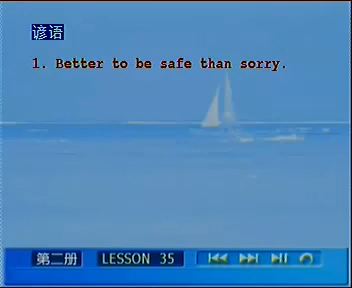 谚语
1. Better to be safe than sorry.
第二册 LESSON 35